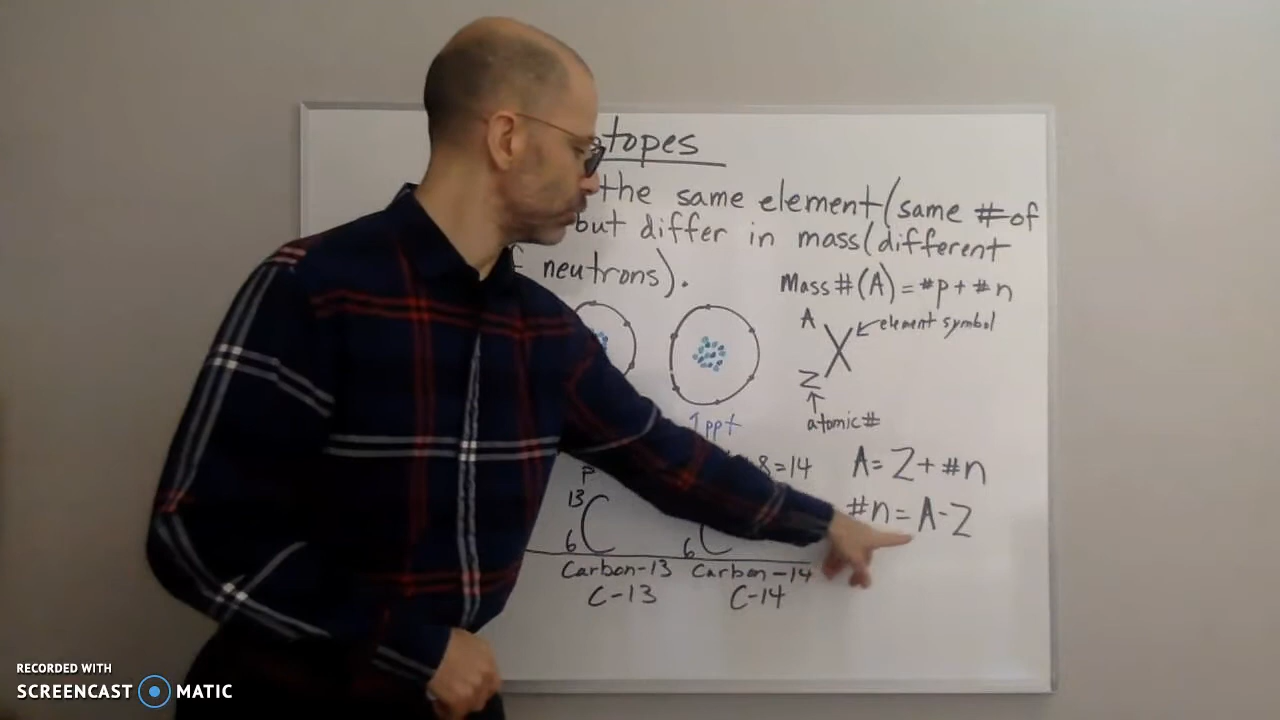 topes
the same element (same # of
but differ in mass (different
neutrons).
Mass # (A) = #p + #n
A
X
element symbol
Z
atomic #
1 ppt
8 = 14
A = Z + #n
#n = A - Z
p
13
C
6
6
C
Carbon-13
Carbon-14
C-13
C-14
RECORDED WITH
SCREENCAST MATIC